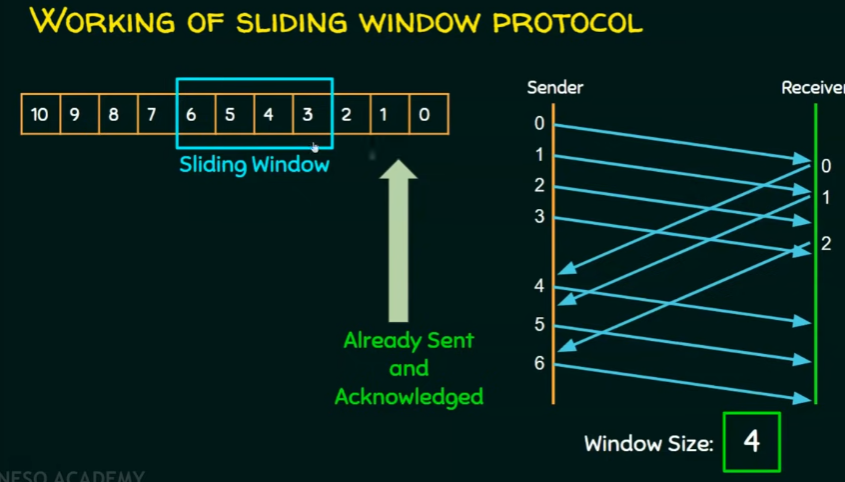 WORKING OF SLIDING WINDOW PROTOCOL
10 9 8 7 6 5 4 3 2 1 0
Sliding Window
Already Sent
and
Acknowledged
Sender Receiver
0
1
2
3
4
5
6
0
1
2
Window Size: 4
NESO ACADEMY